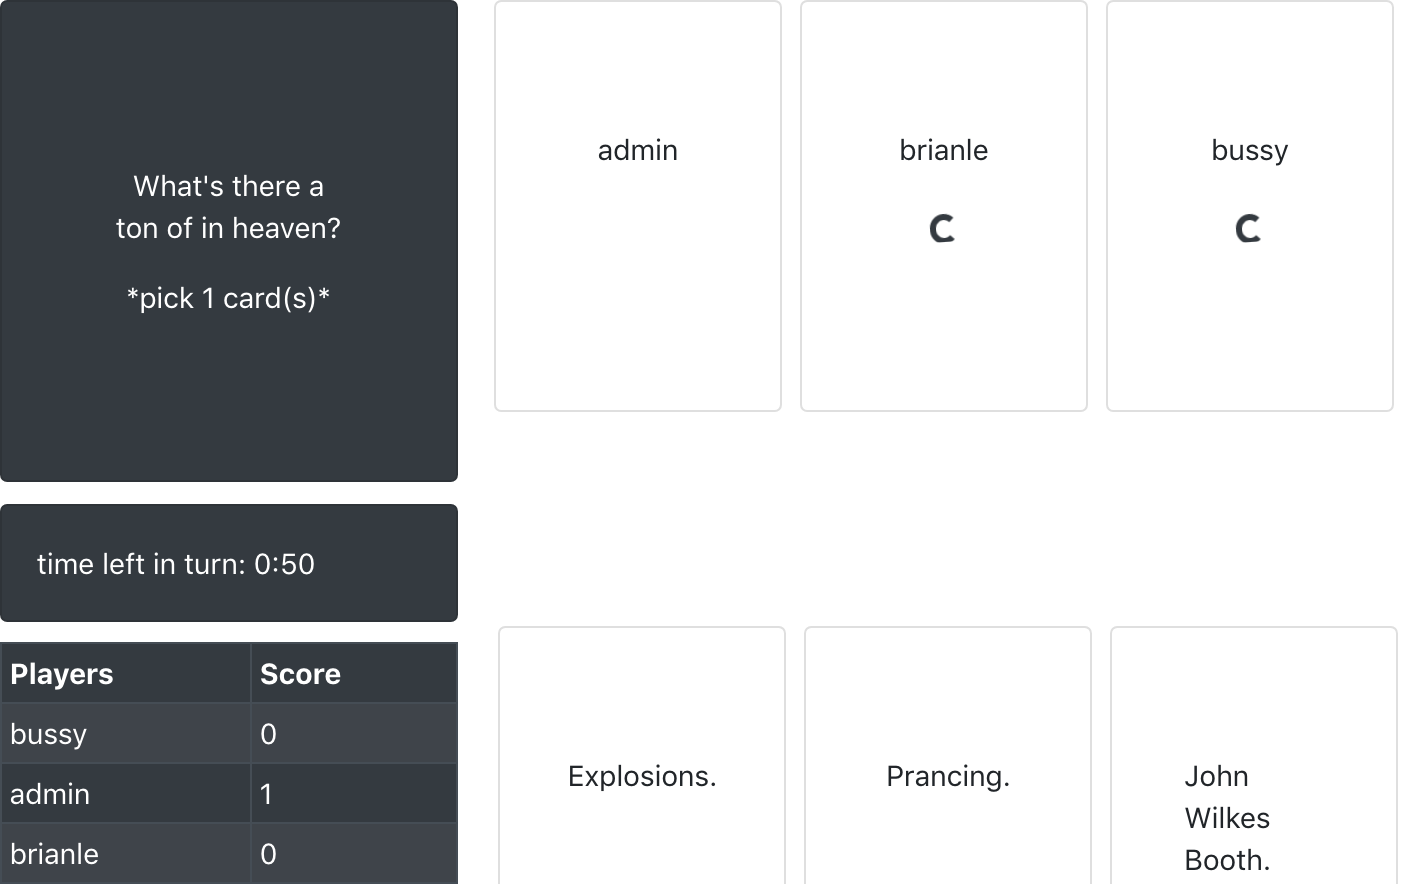 What's there a
ton of in heaven?
*pick 1 card(s)*
time left in turn: 0:50
Players Score
bussy 0
admin 1
brianle 0
admin
brianle
bussy
Explosions.
Prancing.
John
Wilkes
Booth.